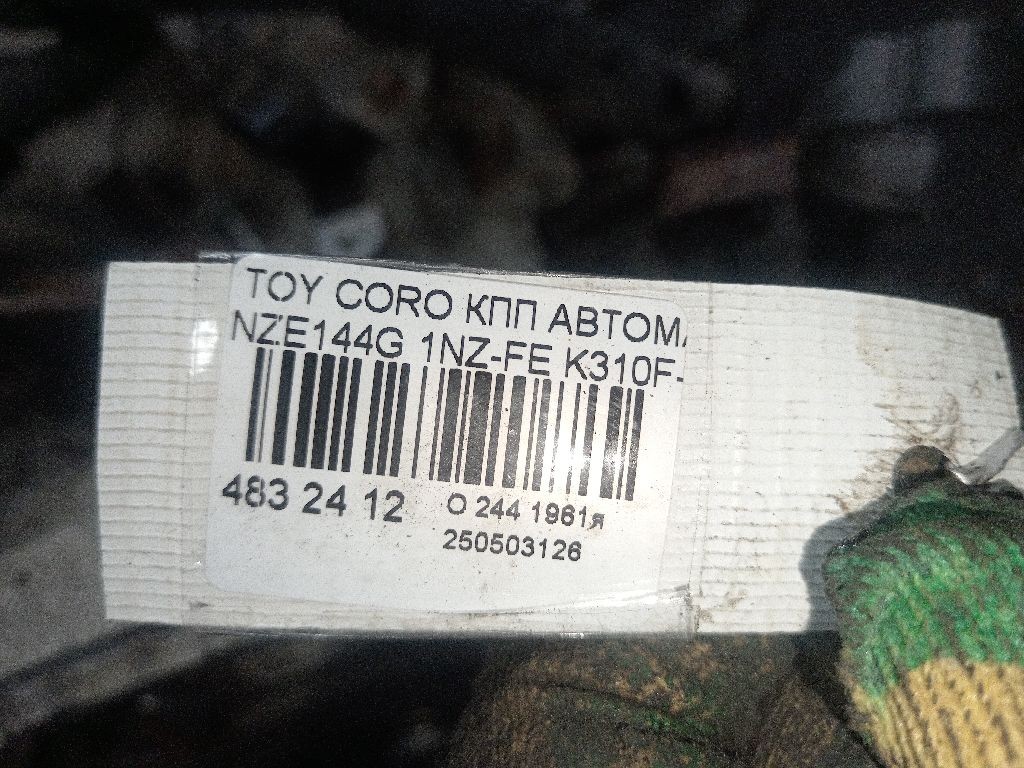 TOY CORO КПП АВТОМА
NZE144G 1NZ-FE K310F-
483 24 12
О 244 1961я
250503126